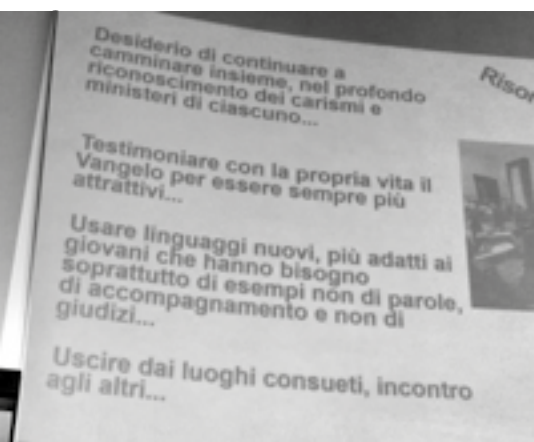 Desiderio di continuare a
camminare insieme, nel profondo
riconoscimento dei carismi e
ministeri di ciascuno...
Testimoniare con la propria vita il
Vangelo per essere sempre più
attrattivi...
Usare linguaggi nuovi, più adatti ai
giovani che hanno bisogno
soprattutto di esempi non di parole,
di accompagnamento e non di
giudizi...
Uscire dai luoghi consueti, incontro
agli altri...